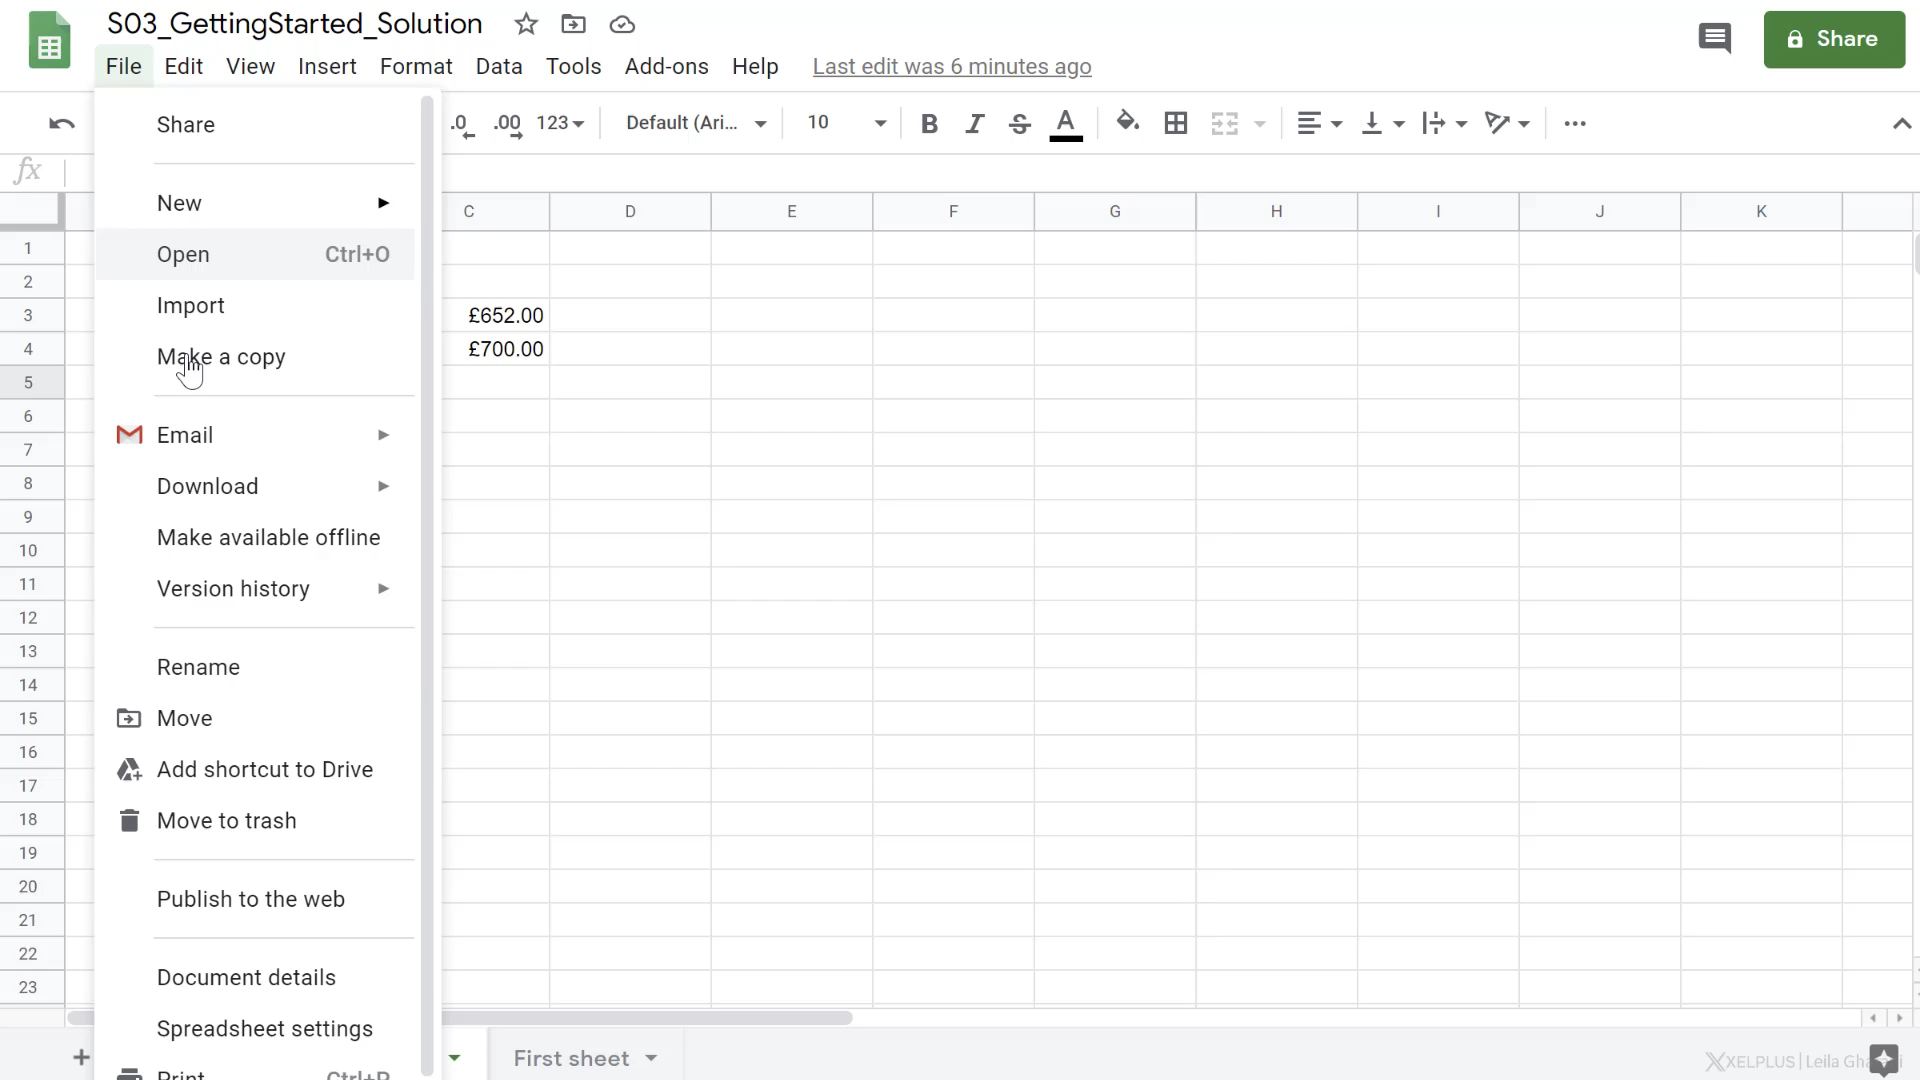 S03_GettingStarted_Solution
File Edit View Insert Format Data Tools Add-ons Help Last edit was 6 minutes ago
Share
.0 .00 123 Default (Ari... 10 B I S A
fx
Share
New
Open Ctrl+O
Import
Make a copy
Email
Download
Make available offline
Version history
Rename
Move
Add shortcut to Drive
Move to trash
Publish to the web
Document details
Spreadsheet settings
Print Ctrl+P
C D E F G H I J K
1
2
3 £652.00
4 £700.00
5
6
7
8
9
10
11
12
13
14
15
16
17
18
19
20
21
22
23
First sheet
XELPLUS | Leila